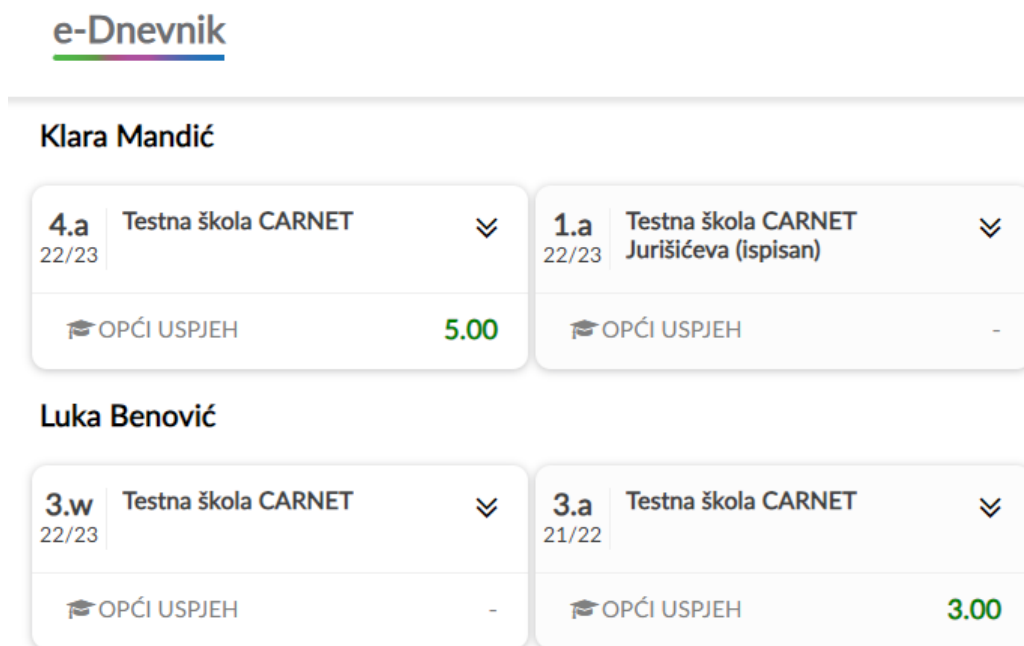 e-Dnevnik
Klara Mandić
4.a
22/23
Testna škola CARNET
OPĆI USPJEH
5.00
1.a
22/23
Testna škola CARNET
Jurišićeva (ispisan)
OPĆI USPJEH
-
Luka Benović
3.w
22/23
Testna škola CARNET
OPĆI USPJEH
-
3.a
21/22
Testna škola CARNET
OPĆI USPJEH
3.00